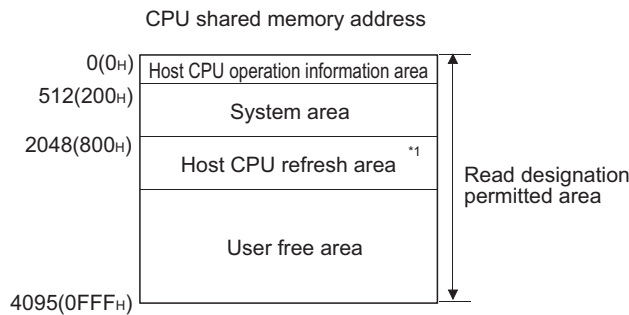 CPU shared memory address
0(0H)
Host CPU operation information area
512(200H)
System area
2048(800H)
Host CPU refresh area *1
Read designation
permitted area
User free area
4095(0FFFH)